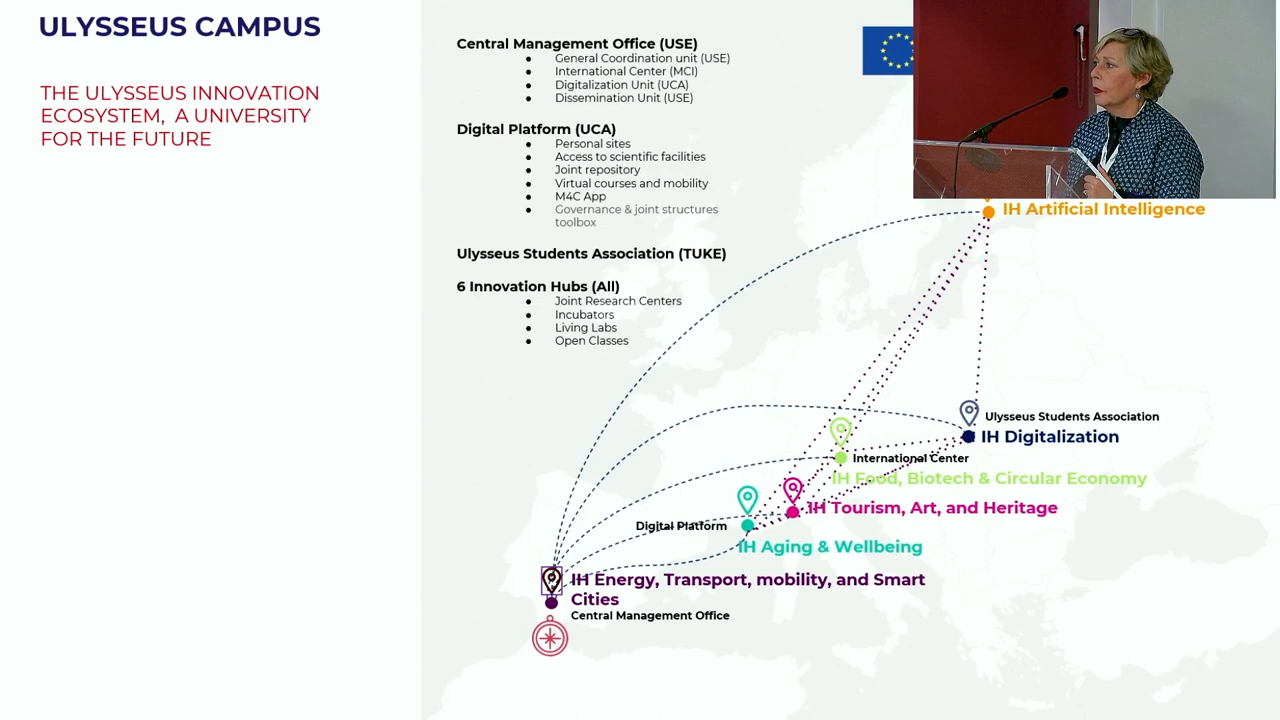 ULYSSEUS CAMPUS
THE ULYSSEUS INNOVATION
ECOSYSTEM, A UNIVERSITY
FOR THE FUTURE
Central Management Office (USE)
● General Coordination unit (USE)
● International Center (MCI)
● Digitalization Unit (UCA)
● Dissemination Unit (USE)
Digital Platform (UCA)
● Personal sites
● Access to scientific facilities
● Joint repository
● Virtual courses and mobility
● M4C App
● Governance & joint structures
toolbox
Ulysseus Students Association (TUKE)
6 Innovation Hubs (All)
● Joint Research Centers
● Incubators
● Living Labs
● Open Classes
IH Artificial Intelligence
Ulysseus Students Association
IH Digitalization
International Center
IH Food, Biotech & Circular Economy
IH Tourism, Art, and Heritage
Digital Platform
IH Aging & Wellbeing
IH Energy, Transport, mobility, and Smart
Cities
Central Management Office